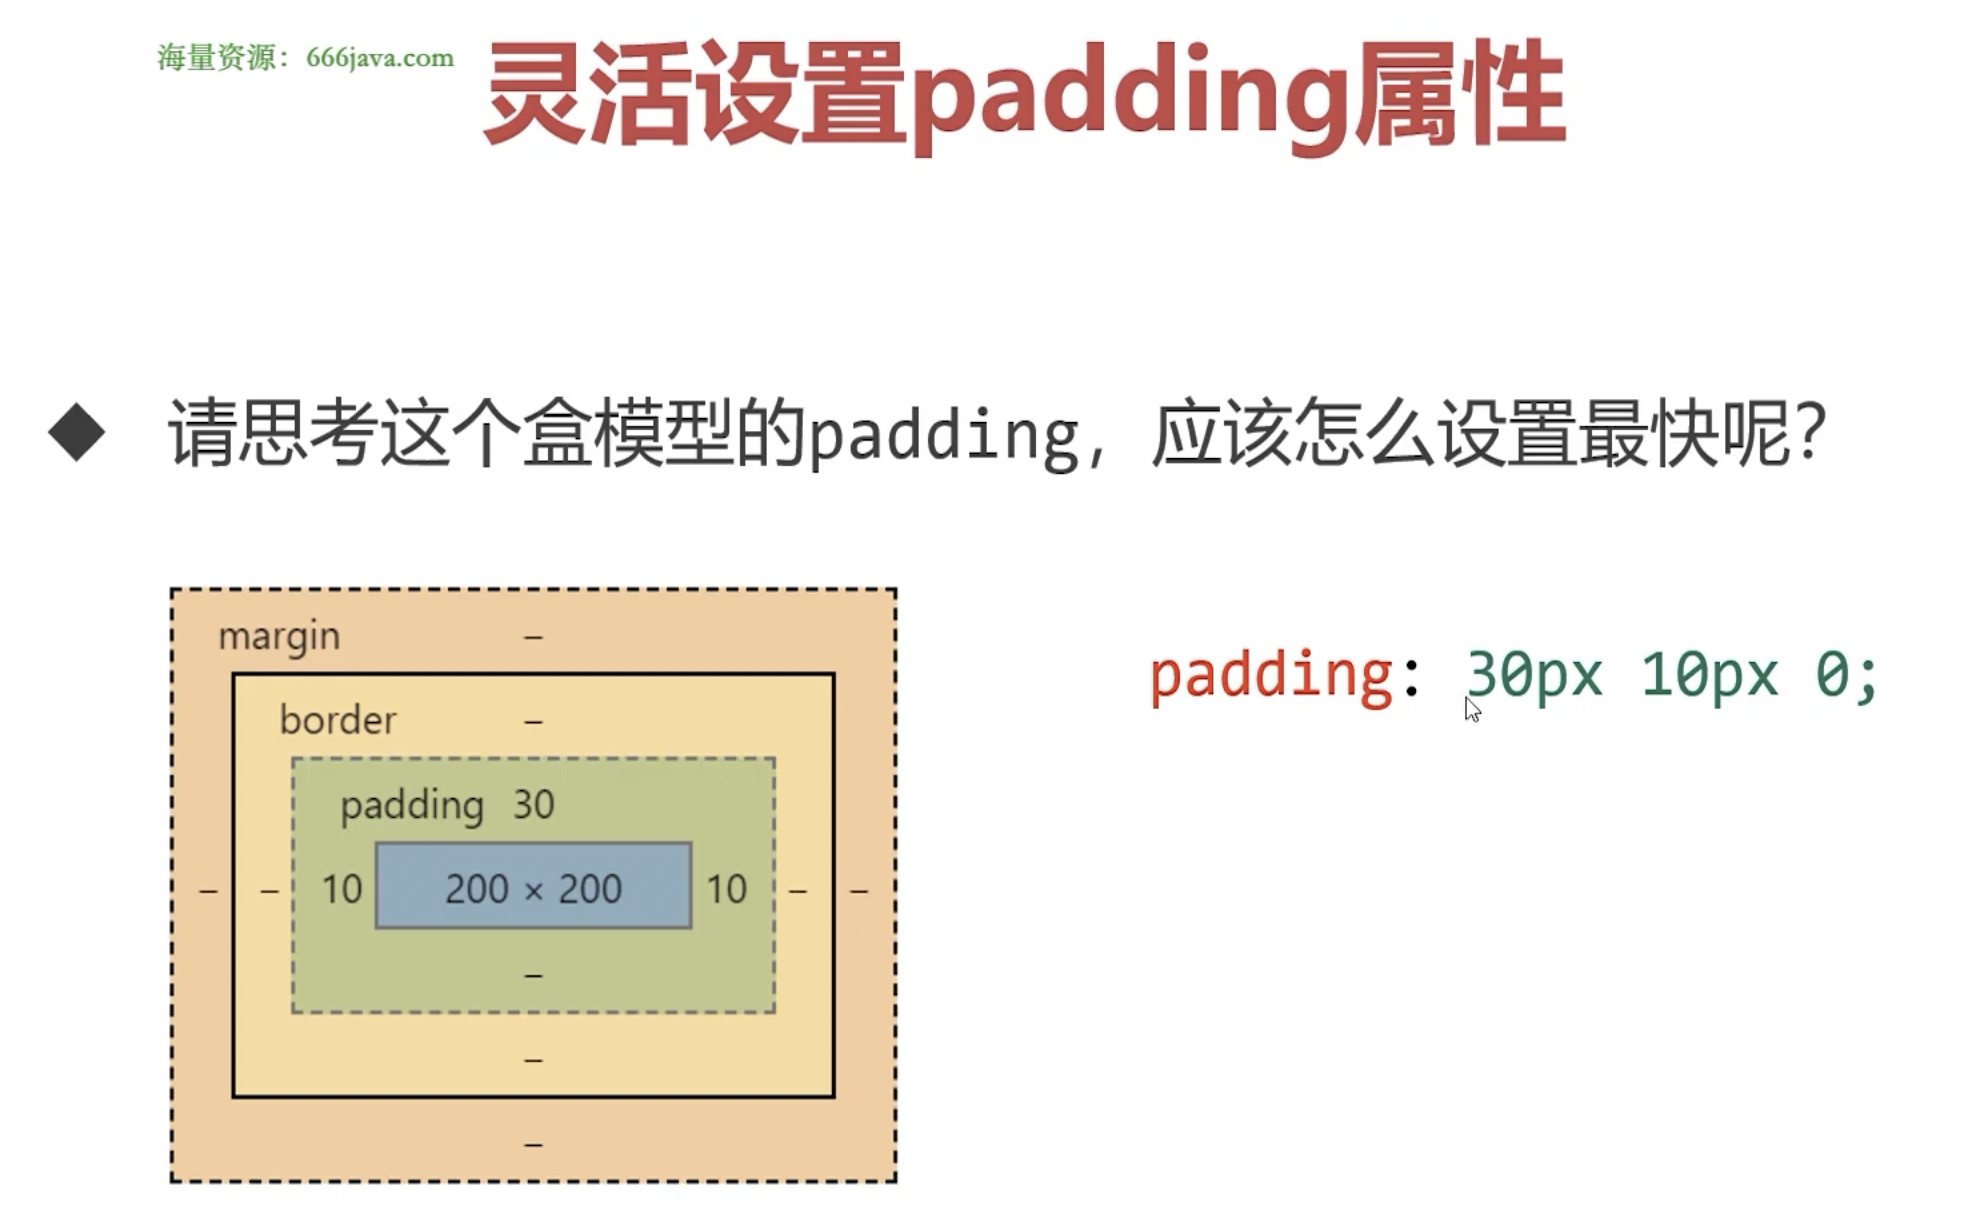 海量资源：666java.com
灵活设置padding属性
◆ 请思考这个盒模型的padding，应该怎么设置最快呢？
margin –
border –
padding 30
– – 10 200 × 200 10 – –
–
–
–
padding: 30px 10px 0;